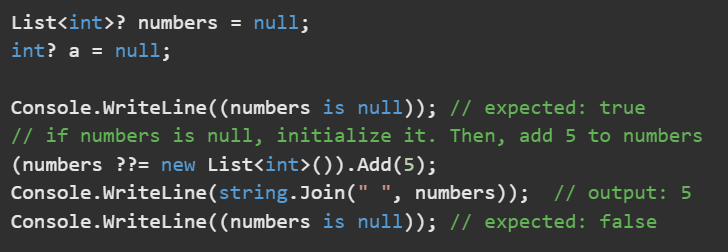 List<int>? numbers = null;
int? a = null;
Console.WriteLine((numbers is null)); // expected: true
// if numbers is null, initialize it. Then, add 5 to numbers
(numbers ??= new List<int>()).Add(5);
Console.WriteLine(string.Join(" ", numbers));  // output: 5
Console.WriteLine((numbers is null)); // expected: false